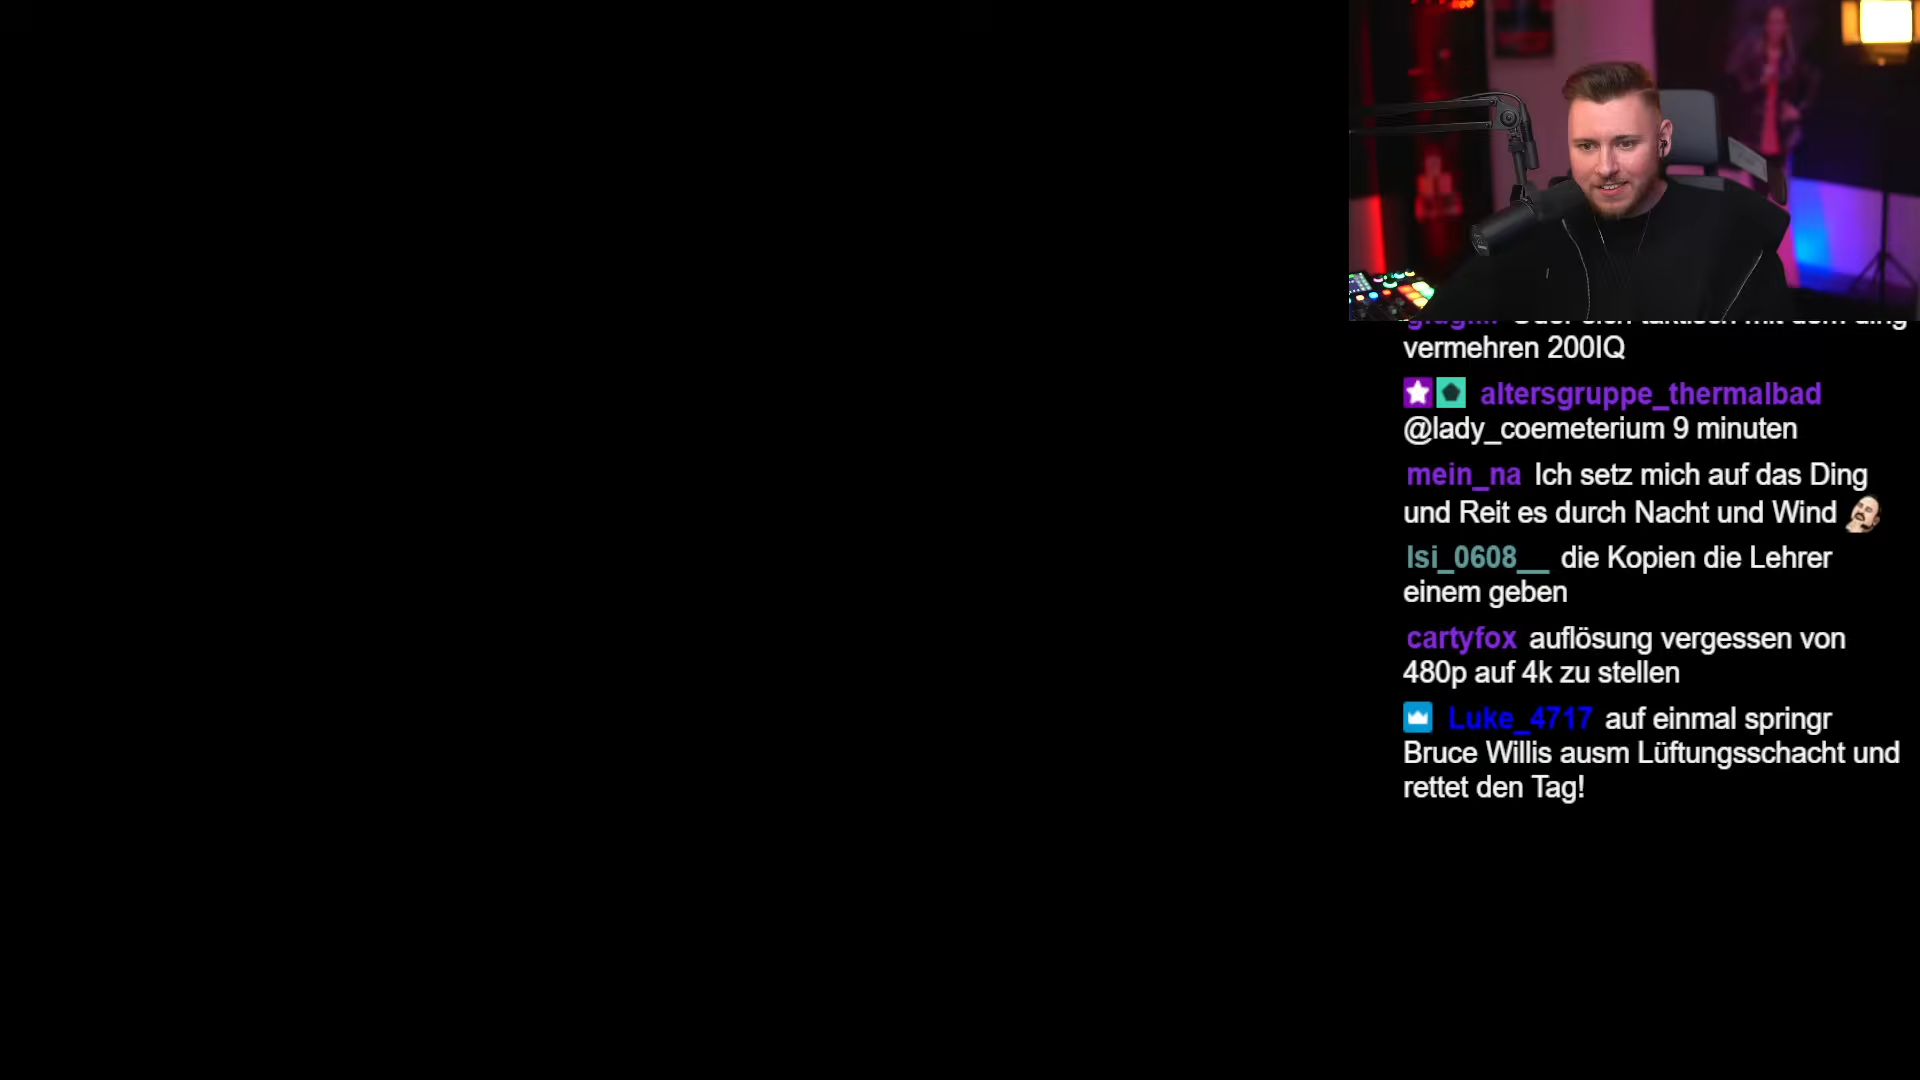 vermehren 200IQ
altersgruppe_thermalbad
@lady_coemeterium 9 minuten
mein_na Ich setz mich auf das Ding
und Reit es durch Nacht und Wind
Isi_0608__ die Kopien die Lehrer
einem geben
cartyfox auflösung vergessen von
480p auf 4k zu stellen
Luke_4717 auf einmal springr
Bruce Willis ausm Lüftungsschacht und
rettet den Tag!